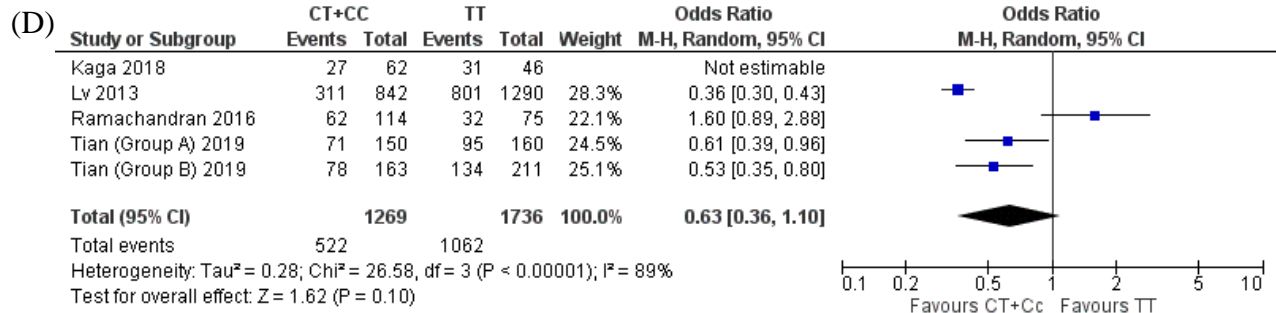 (D)
CT+CC TT Odds Ratio Odds Ratio
Study or Subgroup Events Total Events Total Weight M-H, Random, 95% CI M-H, Random, 95% CI
Kaga 2018 27 62 31 46 Not estimable
Lv 2013 311 842 801 1290 28.3% 0.36 [0.30, 0.43]
Ramachandran 2016 62 114 32 75 22.1% 1.60 [0.89, 2.88]
Tian (Group A) 2019 71 150 95 160 24.5% 0.61 [0.39, 0.96]
Tian (Group B) 2019 78 163 134 211 25.1% 0.53 [0.35, 0.80]
Total (95% CI) 1269 1736 100.0% 0.63 [0.36, 1.10]
Total events 522 1062
Heterogeneity: Tau² = 0.28; Chi² = 26.58, df = 3 (P < 0.00001); I² = 89%
Test for overall effect: Z = 1.62 (P = 0.10)
0.1 0.2 0.5 1 2 5 10
Favours CT+Cc Favours TT